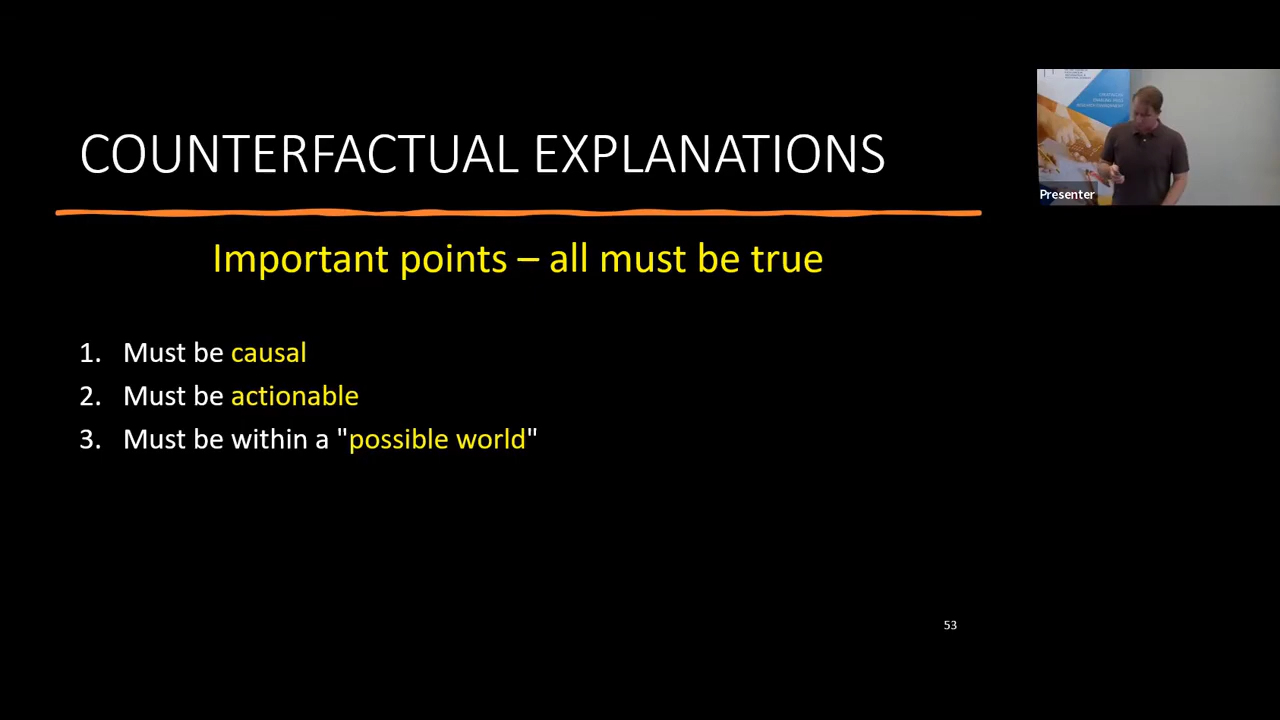 COUNTERFACTUAL EXPLANATIONS
Important points – all must be true
1. Must be causal
2. Must be actionable
3. Must be within a "possible world"
53
Presenter